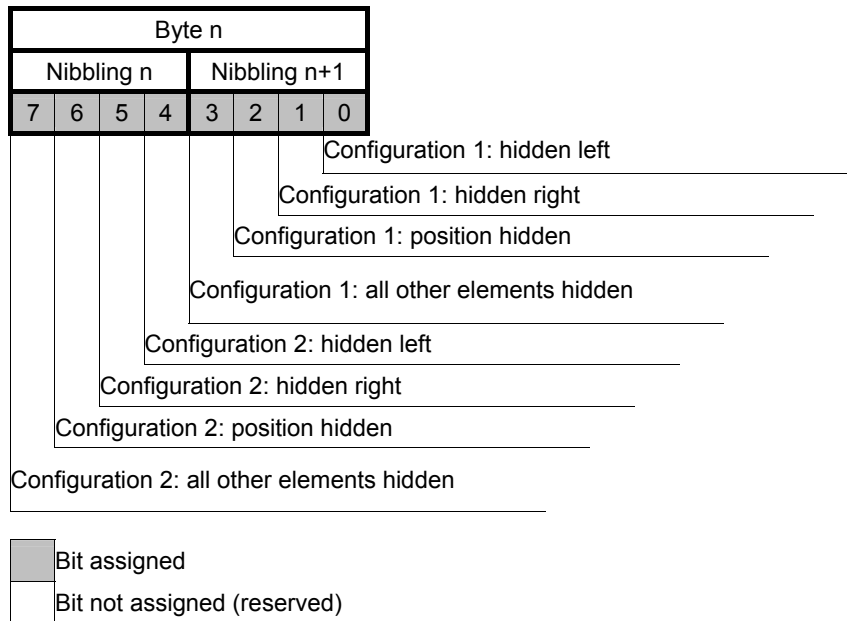 Byte n
Nibbling n Nibbling n+1
7 6 5 4 3 2 1 0
Configuration 1: hidden left
Configuration 1: hidden right
Configuration 1: position hidden
Configuration 1: all other elements hidden
Configuration 2: hidden left
Configuration 2: hidden right
Configuration 2: position hidden
Configuration 2: all other elements hidden
Bit assigned
Bit not assigned (reserved)